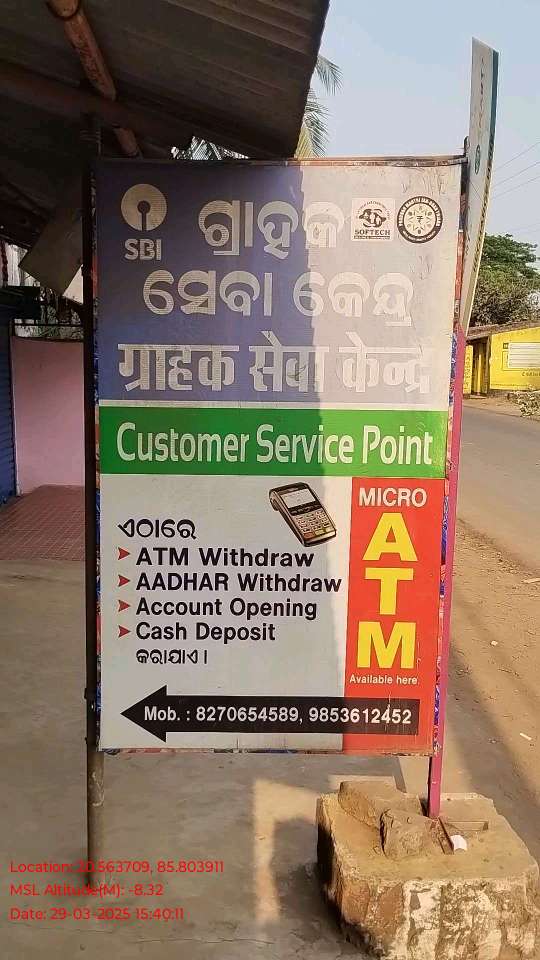 SBI
ଗ୍ରାହକ
SOFTECH
ସେବା କେନ୍ଦ୍ର
ग्राहक सेवा केन्द्र
Customer Service Point
ଏଠାରେ
ATM Withdraw
AADHAR Withdraw
Account Opening
Cash Deposit
କରାଯାଏ।
MICRO
ATM
Available here
Mob. : 8270654589, 9853612452
Location: 20.563709, 85.803911
MSL Altitude(M): -8.32
Date: 29-03-2025 15:40:11